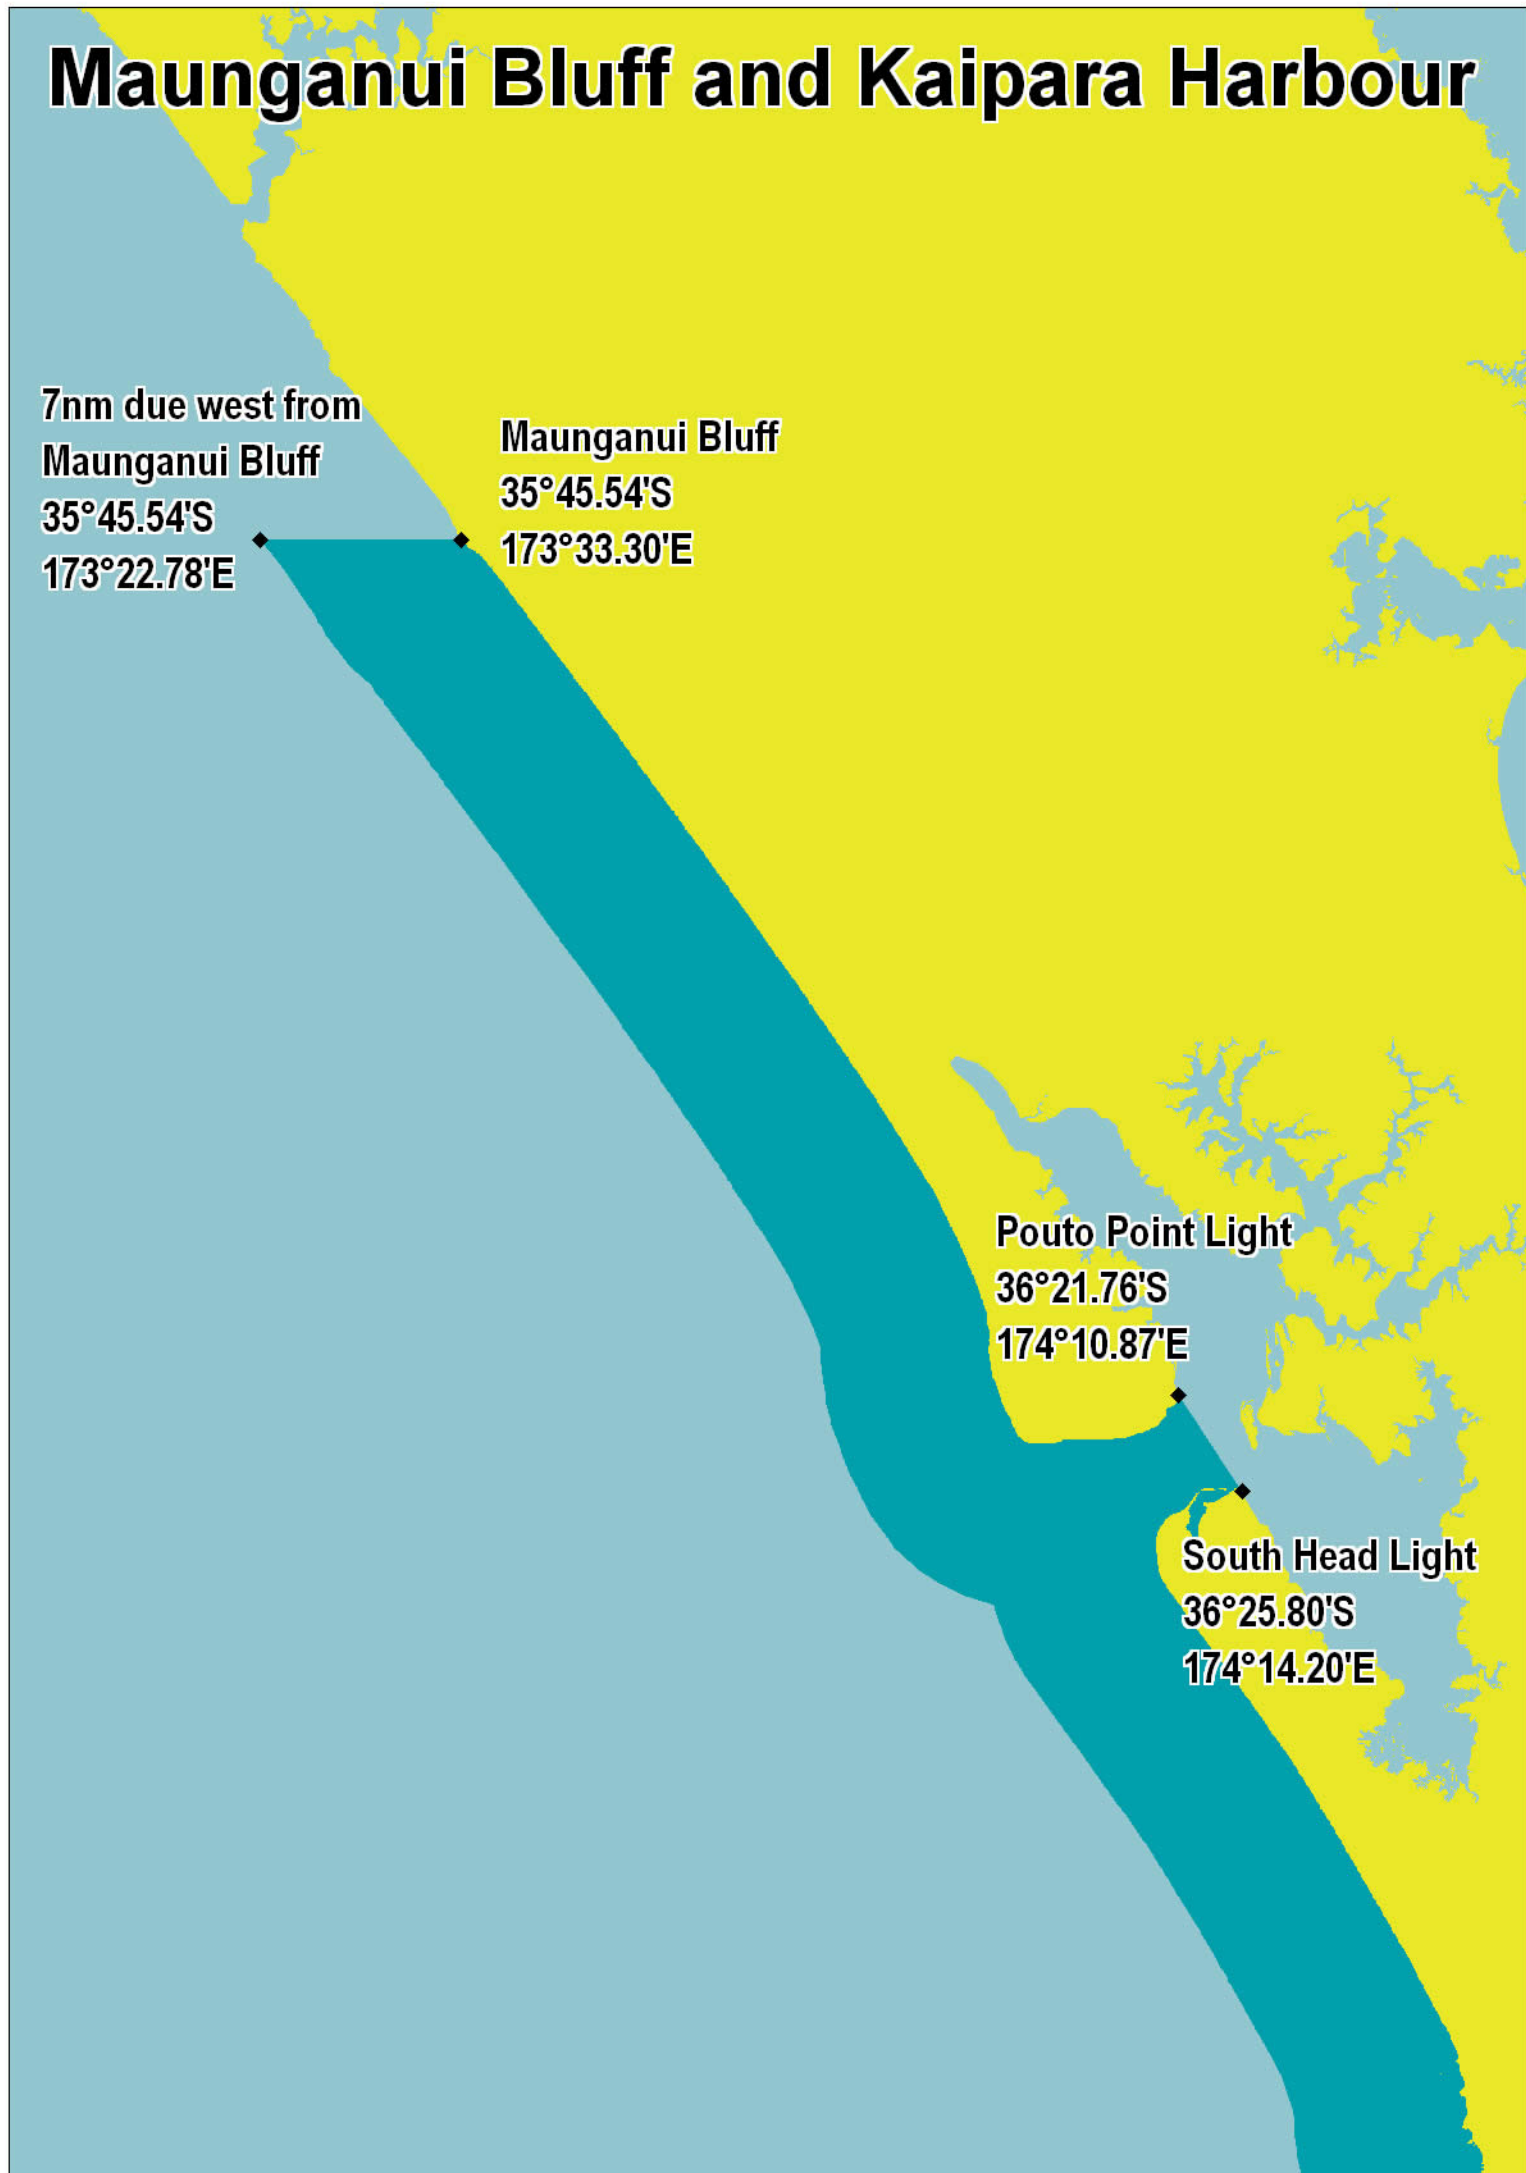 Maunganui Bluff and Kaipara Harbour
7nm due west from
Maunganui Bluff
35°45.54'S
173°22.78'E
Maunganui Bluff
35°45.54'S
173°33.30'E
Pouto Point Light
36°21.76'S
174°10.87'E
South Head Light
36°25.80'S
174°14.20'E